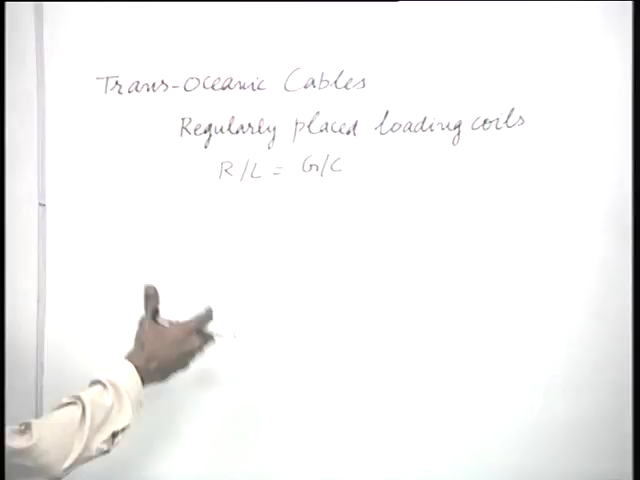 Trans-Oceanic Cables
Regularly placed loading coils
R/L = G/C